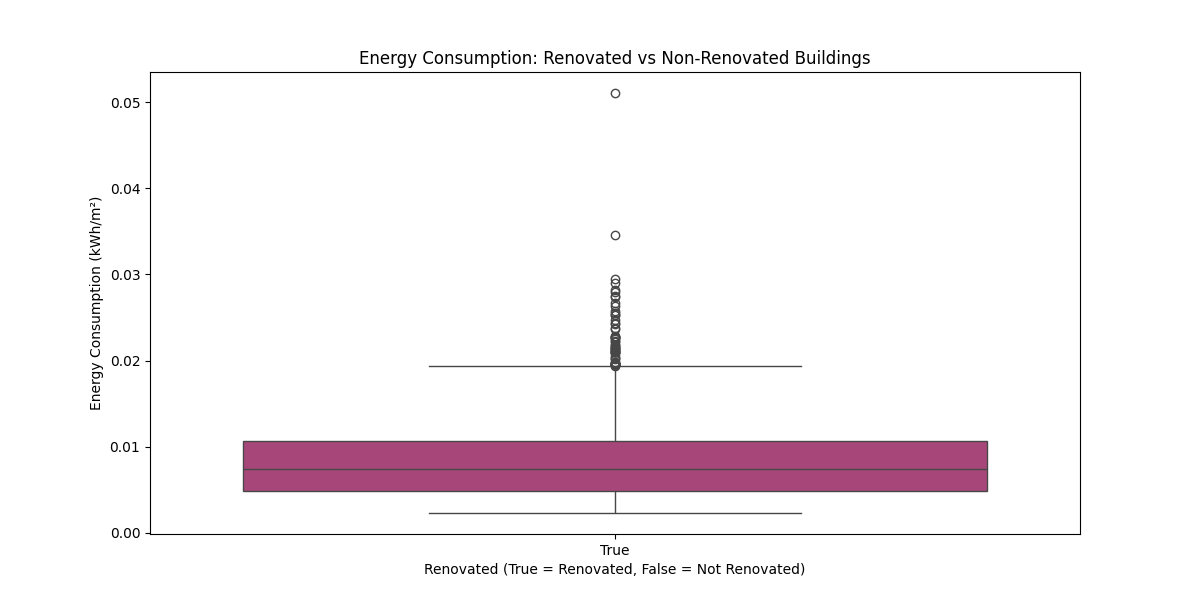 Energy Consumption: Renovated vs Non-Renovated Buildings
Energy Consumption (kWh/m²)
0.05
0.04
0.03
0.02
0.01
0.00
True
Renovated (True = Renovated, False = Not Renovated)